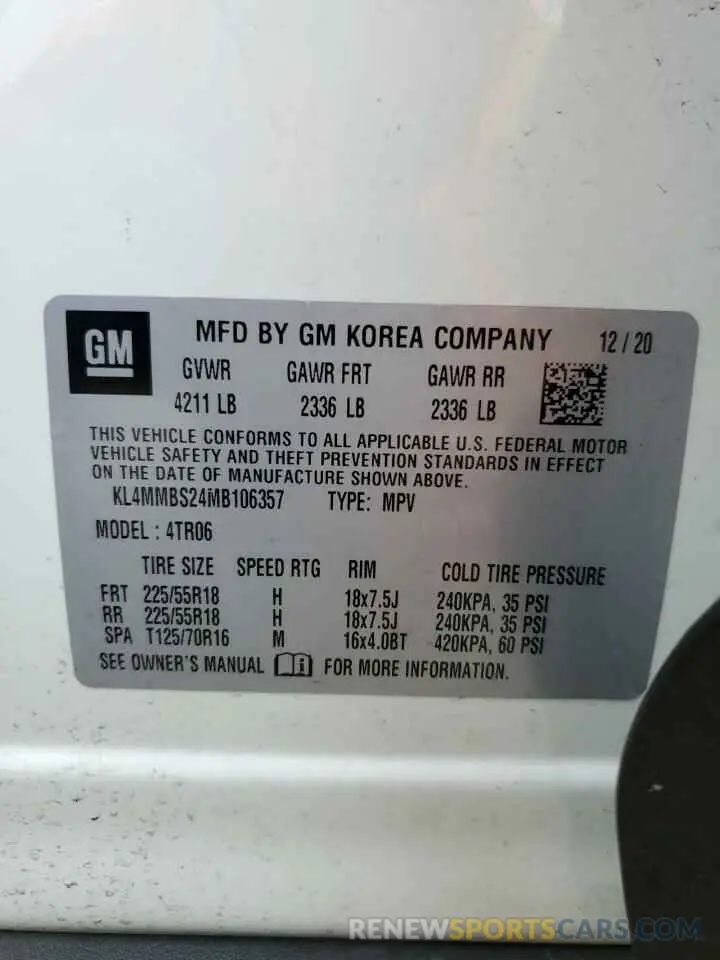 GM MFD BY GM KOREA COMPANY 12 / 20
GVWR GAWR FRT GAWR RR
4211 LB 2336 LB 2336 LB
THIS VEHICLE CONFORMS TO ALL APPLICABLE U.S. FEDERAL MOTOR
VEHICLE SAFETY AND THEFT PREVENTION STANDARDS IN EFFECT
ON THE DATE OF MANUFACTURE SHOWN ABOVE.
KL4MMBS24MB106357 TYPE: MPV
MODEL : 4TR06
TIRE SIZE SPEED RTG RIM COLD TIRE PRESSURE
FRT 225/55R18 H 18x7.5J 240KPA, 35 PSI
RR 225/55R18 H 18x7.5J 240KPA, 35 PSI
SPA T125/70R16 M 16x4.0BT 420KPA, 60 PSI
SEE OWNER'S MANUAL i FOR MORE INFORMATION.
RENEWSPORTSCARS.COM